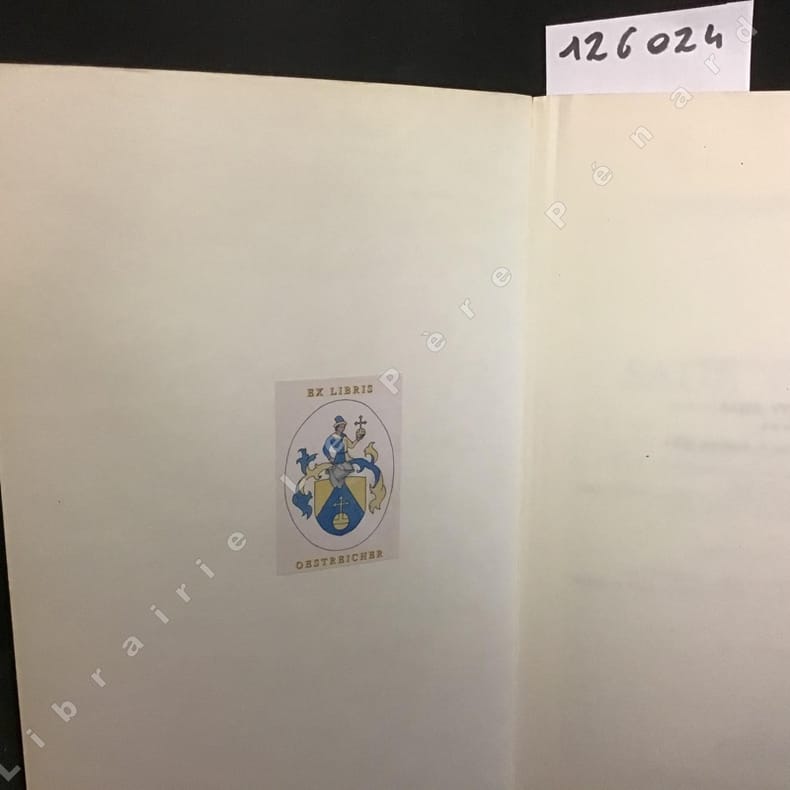 126024
EX LIBRIS
OESTREICHER
Librairie Le Père Pénard